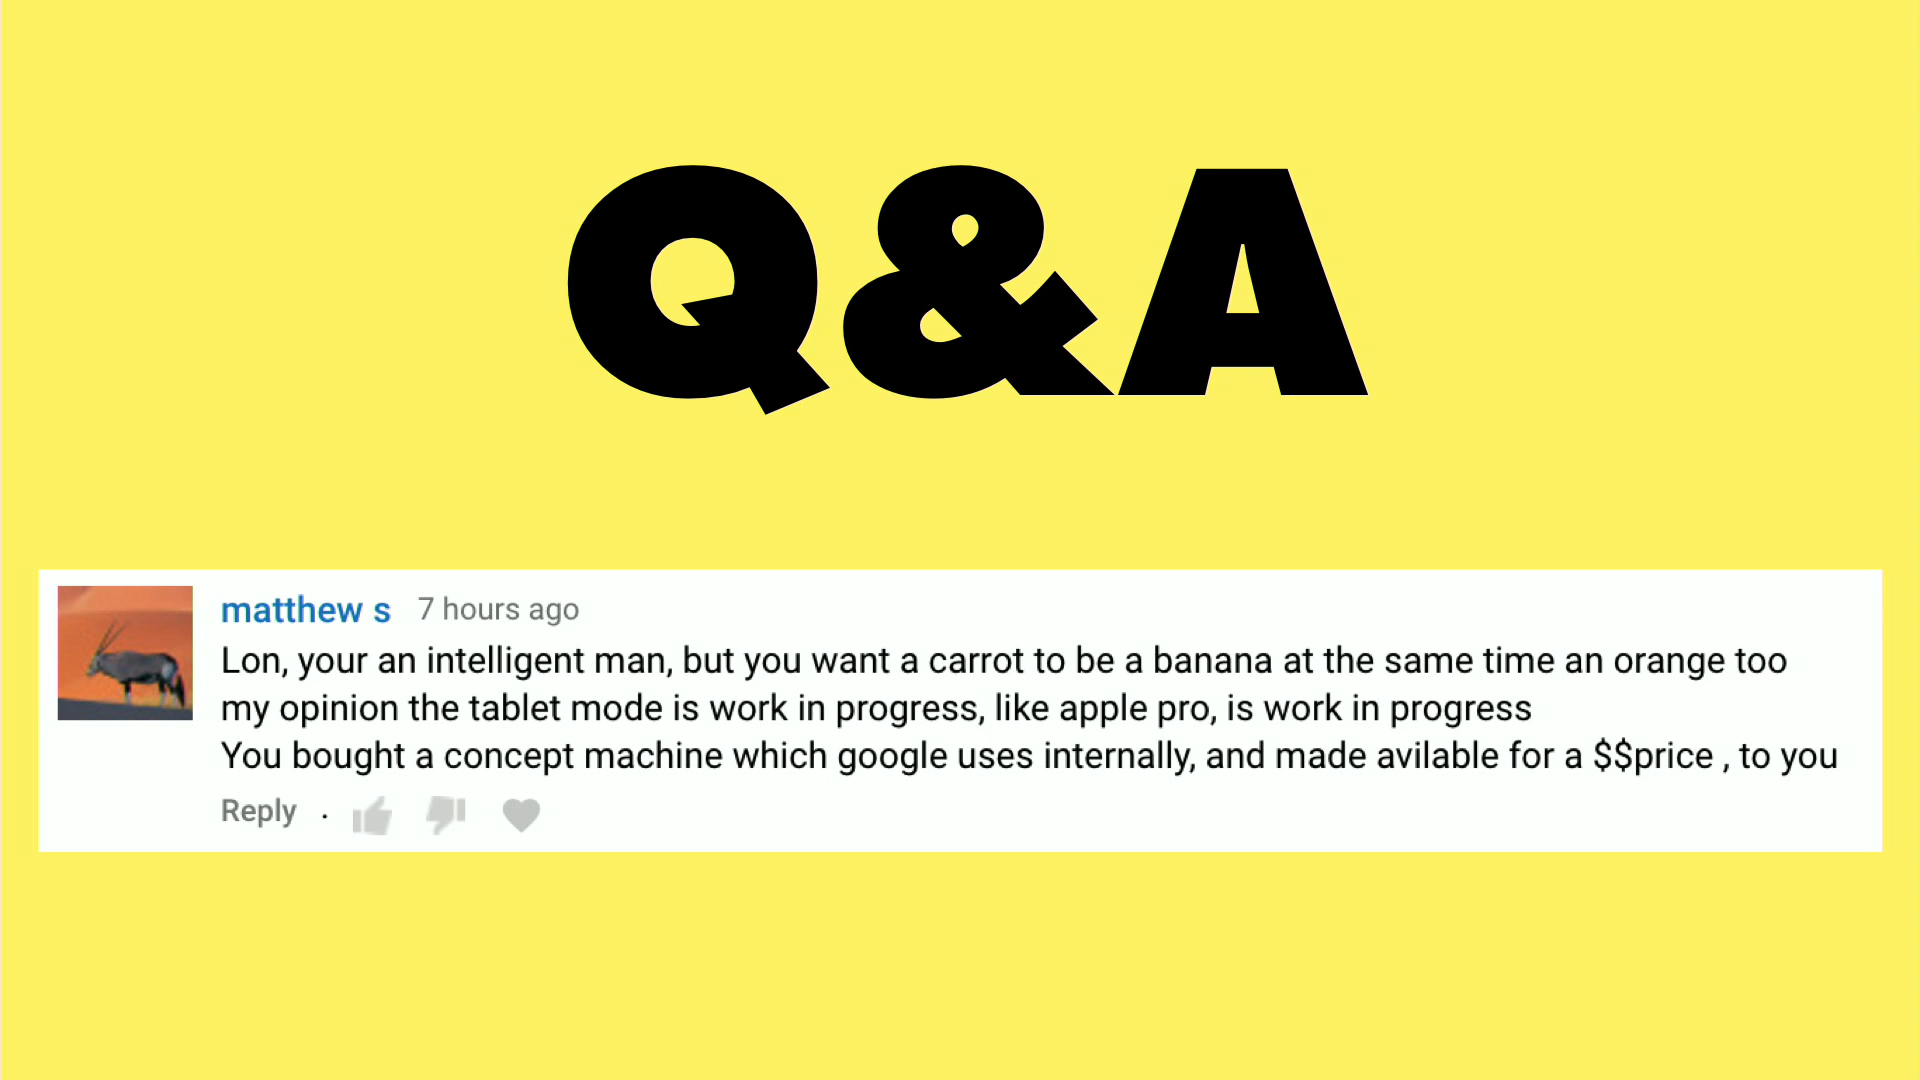 Q&A
matthew s 7 hours ago
Lon, your an intelligent man, but you want a carrot to be a banana at the same time an orange too
my opinion the tablet mode is work in progress, like apple pro, is work in progress
You bought a concept machine which google uses internally, and made avilable for a $$price , to you
Reply .